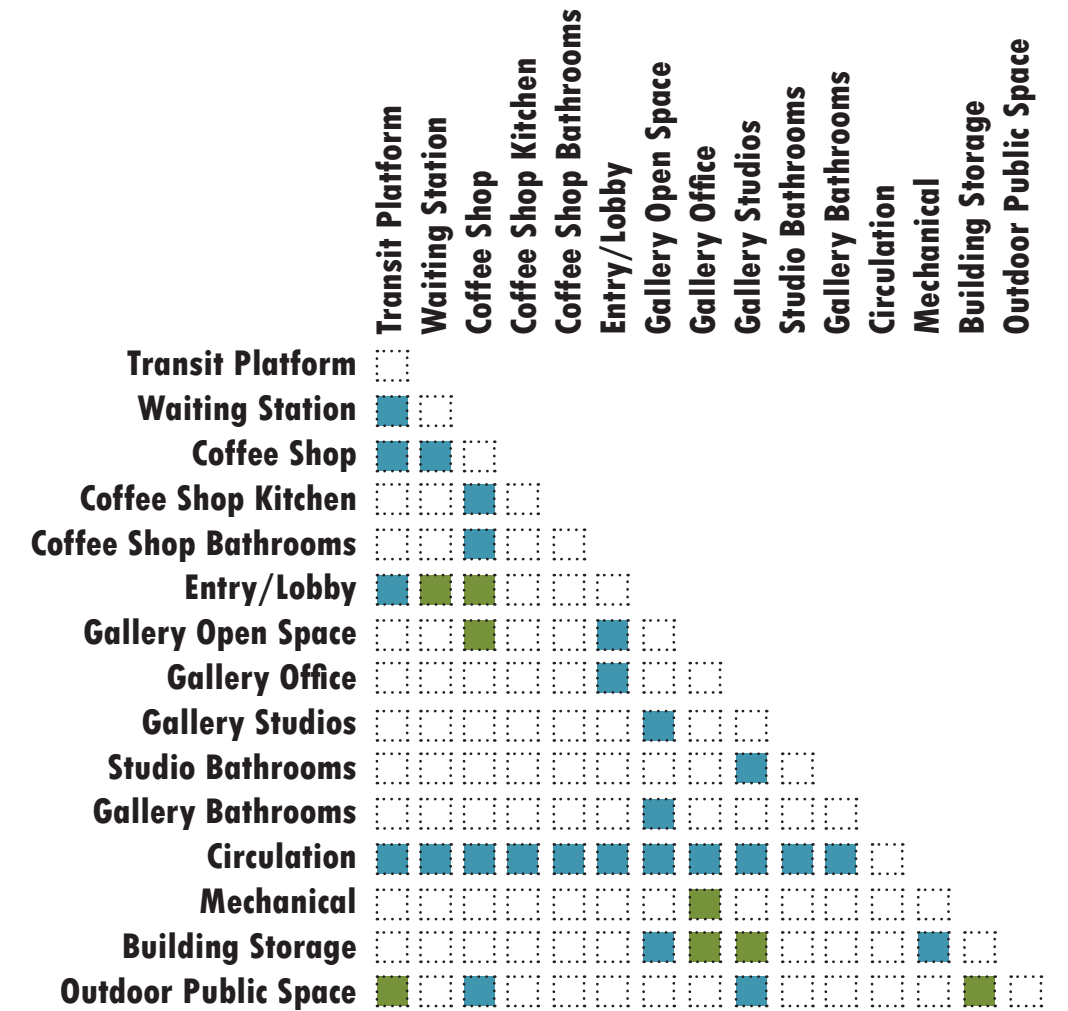 Transit Platform
Waiting Station
Coffee Shop
Coffee Shop Kitchen
Coffee Shop Bathrooms
Entry/Lobby
Gallery Open Space
Gallery Office
Gallery Studios
Studio Bathrooms
Gallery Bathrooms
Circulation
Mechanical
Building Storage
Outdoor Public Space
Transit Platform
Waiting Station
Coffee Shop
Coffee Shop Kitchen
Coffee Shop Bathrooms
Entry/Lobby
Gallery Open Space
Gallery Office
Gallery Studios
Studio Bathrooms
Gallery Bathrooms
Circulation
Mechanical
Building Storage
Outdoor Public Space